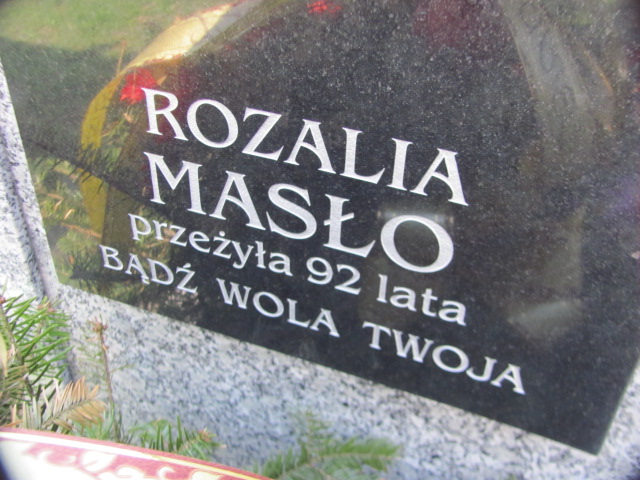 ROZALIA
MASŁO
przeżyła 92 lata
BĄDŹ WOLA TWOJA